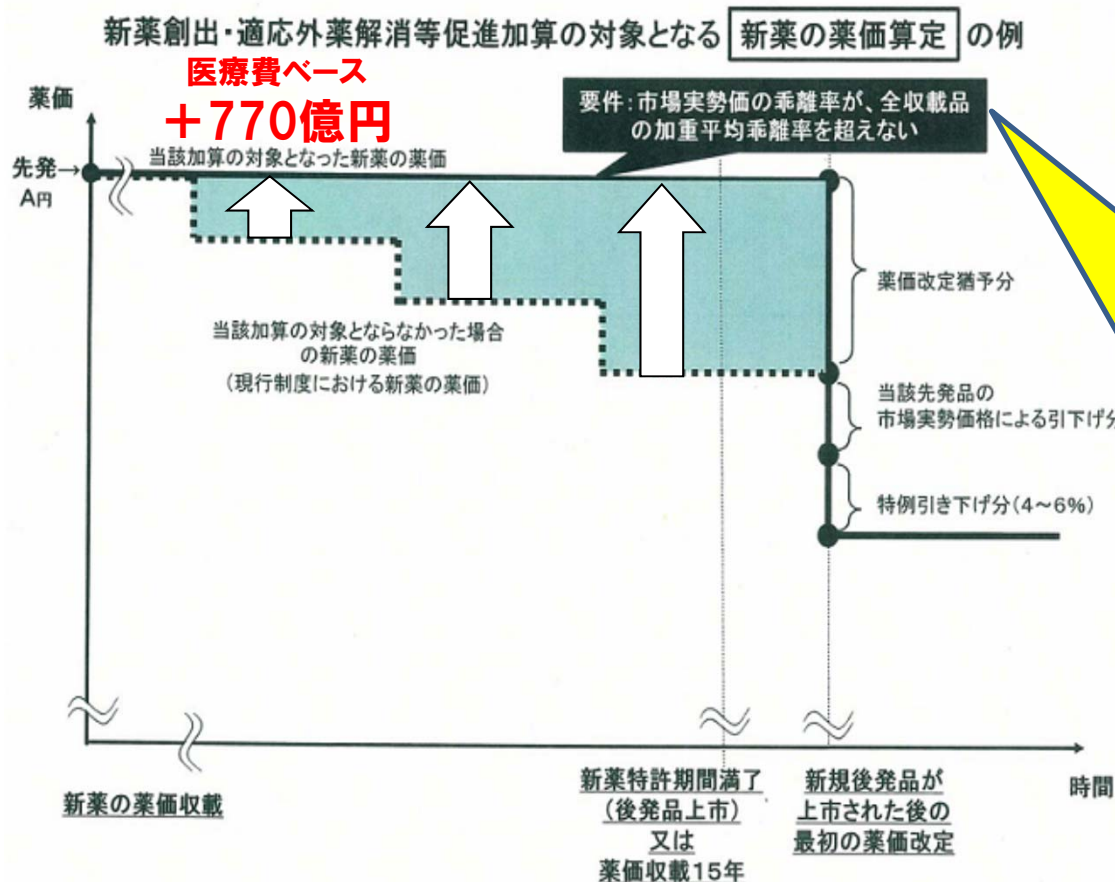 新薬創出・適応外薬解消等促進加算の対象となる 新薬の薬価算定 の例
医療費ベース
+770億円
薬価
要件:市場実勢価の乖離率が、全収載品
の加重平均乖離率を超えない
当該加算の対象となった新薬の薬価
先発→
A円
薬価改定猶予分
当該加算の対象とならなかった場合
の新薬の薬価
(現行制度における新薬の薬価)
当該先発品の
市場実勢価格による引下げ分
特例引き下げ分(4~6%)
新薬の薬価収載
新薬特許期間満了
(後発品上市)
又は
薬価収載15年
新規後発品が
上市された後の
最初の薬価改定
時間